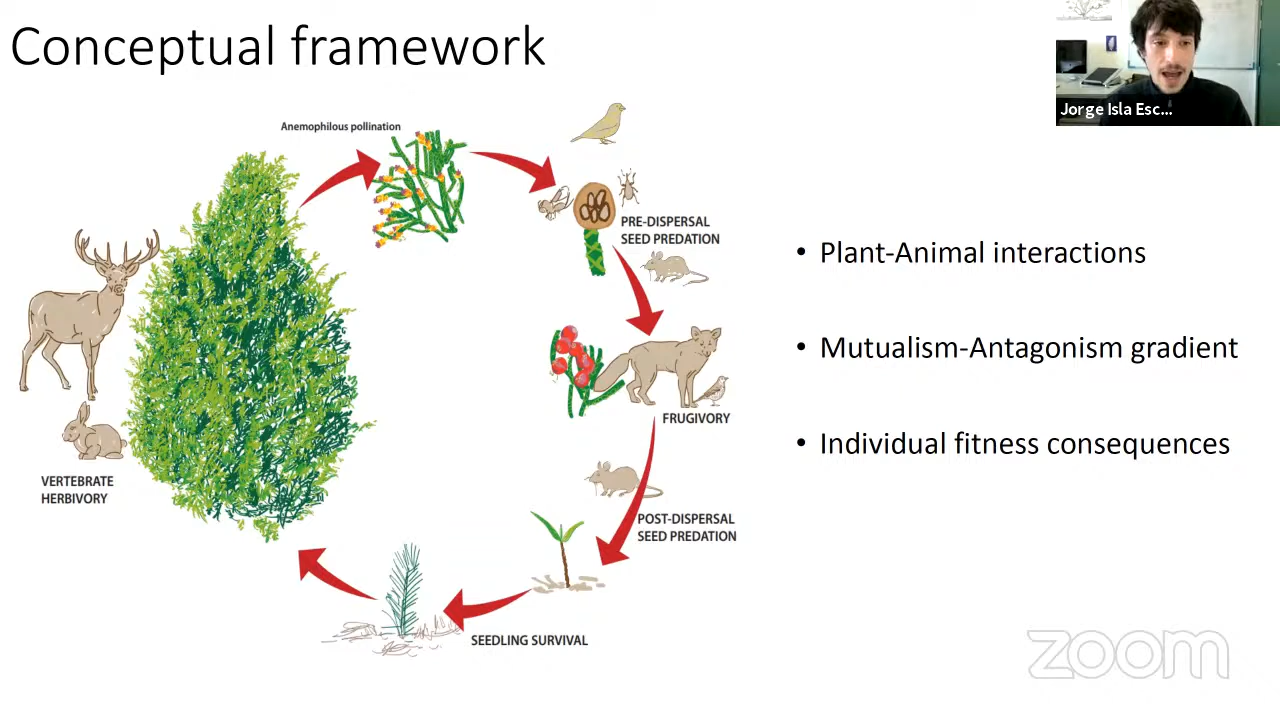 Conceptual framework
Jorge Isla Esc...
Anemophilous pollination
PRE-DISPERSAL
SEED PREDATION
• Plant-Animal interactions
• Mutualism-Antagonism gradient
FRUGIVORY
• Individual fitness consequences
VERTEBRATE
HERBIVORY
POST-DISPERSAL
SEED PREDATION
SEEDLING SURVIVAL
zoom